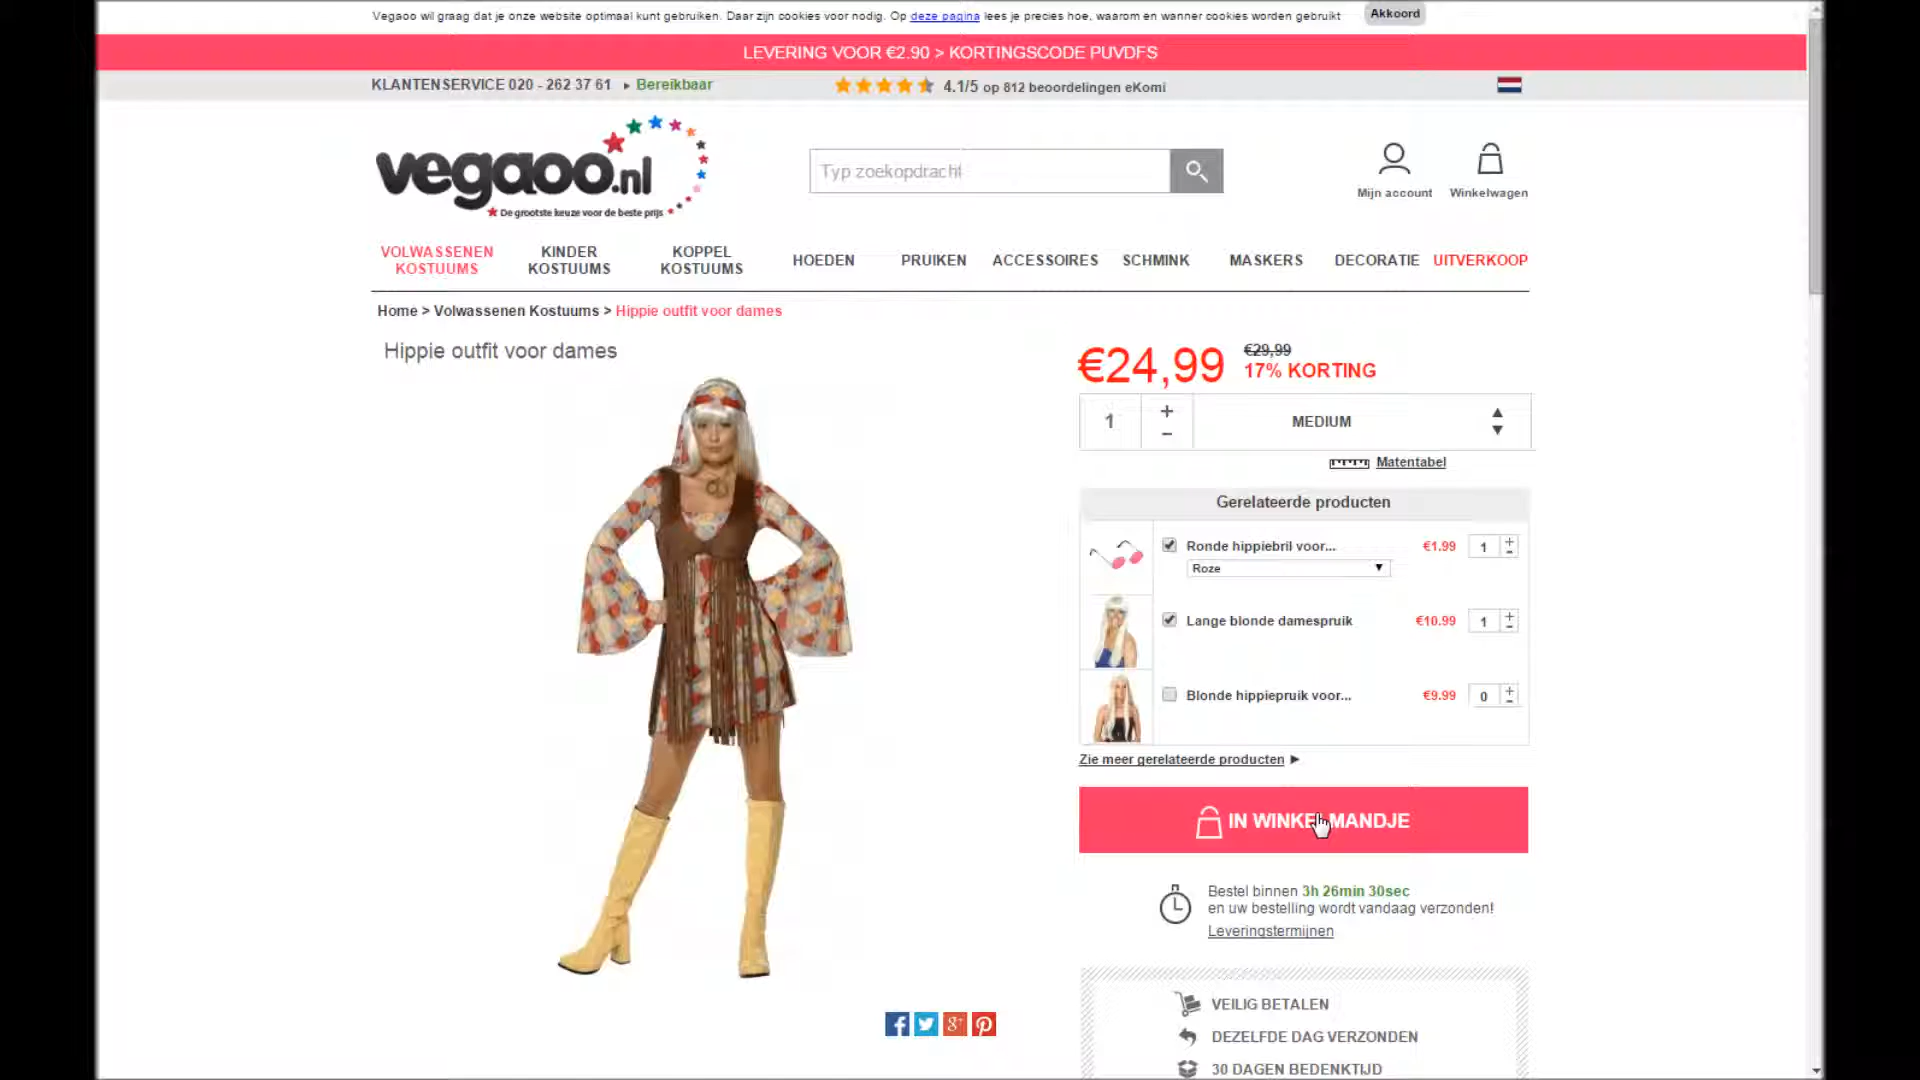 Vegaoo wil graag dat je onze website optimaal kunt gebruiken. Daar zijn cookies voor nodig. Op deze pagina lees je precies hoe, waarom en wanner cookies worden gebruikt
Akkoord
LEVERING VOOR €2.90 > KORTINGSCODE PUVDFS
KLANTENSERVICE 020 - 262 37 61 ▸ Bereikbaar
4.1/5 op 812 beoordelingen eKomi
vegaoo.nl
De grootste keuze voor de beste prijs
Typ zoekopdracht
Mijn account
Winkelwagen
VOLWASSENEN KOSTUUMS
KINDER KOSTUUMS
KOPPEL KOSTUUMS
HOEDEN
PRUIKEN
ACCESSOIRES
SCHMINK
MASKERS
DECORATIE
UITVERKOOP
Home > Volwassenen Kostuums > Hippie outfit voor dames
Hippie outfit voor dames
€24,99
€29,99
17% KORTING
1
+
−
MEDIUM
Matentabel
Gerelateerde producten
Ronde hippiebril voor... €1.99 1
Roze
Lange blonde damespruik €10.99 1
Blonde hippiepruik voor... €9.99 0
Zie meer gerelateerde producten ►
IN WINKELMANDJE
Bestel binnen 3h 26min 30sec
en uw bestelling wordt vandaag verzonden!
Leveringstermijnen
VEILIG BETALEN
DEZELFDE DAG VERZONDEN
30 DAGEN BEDENKTIJD